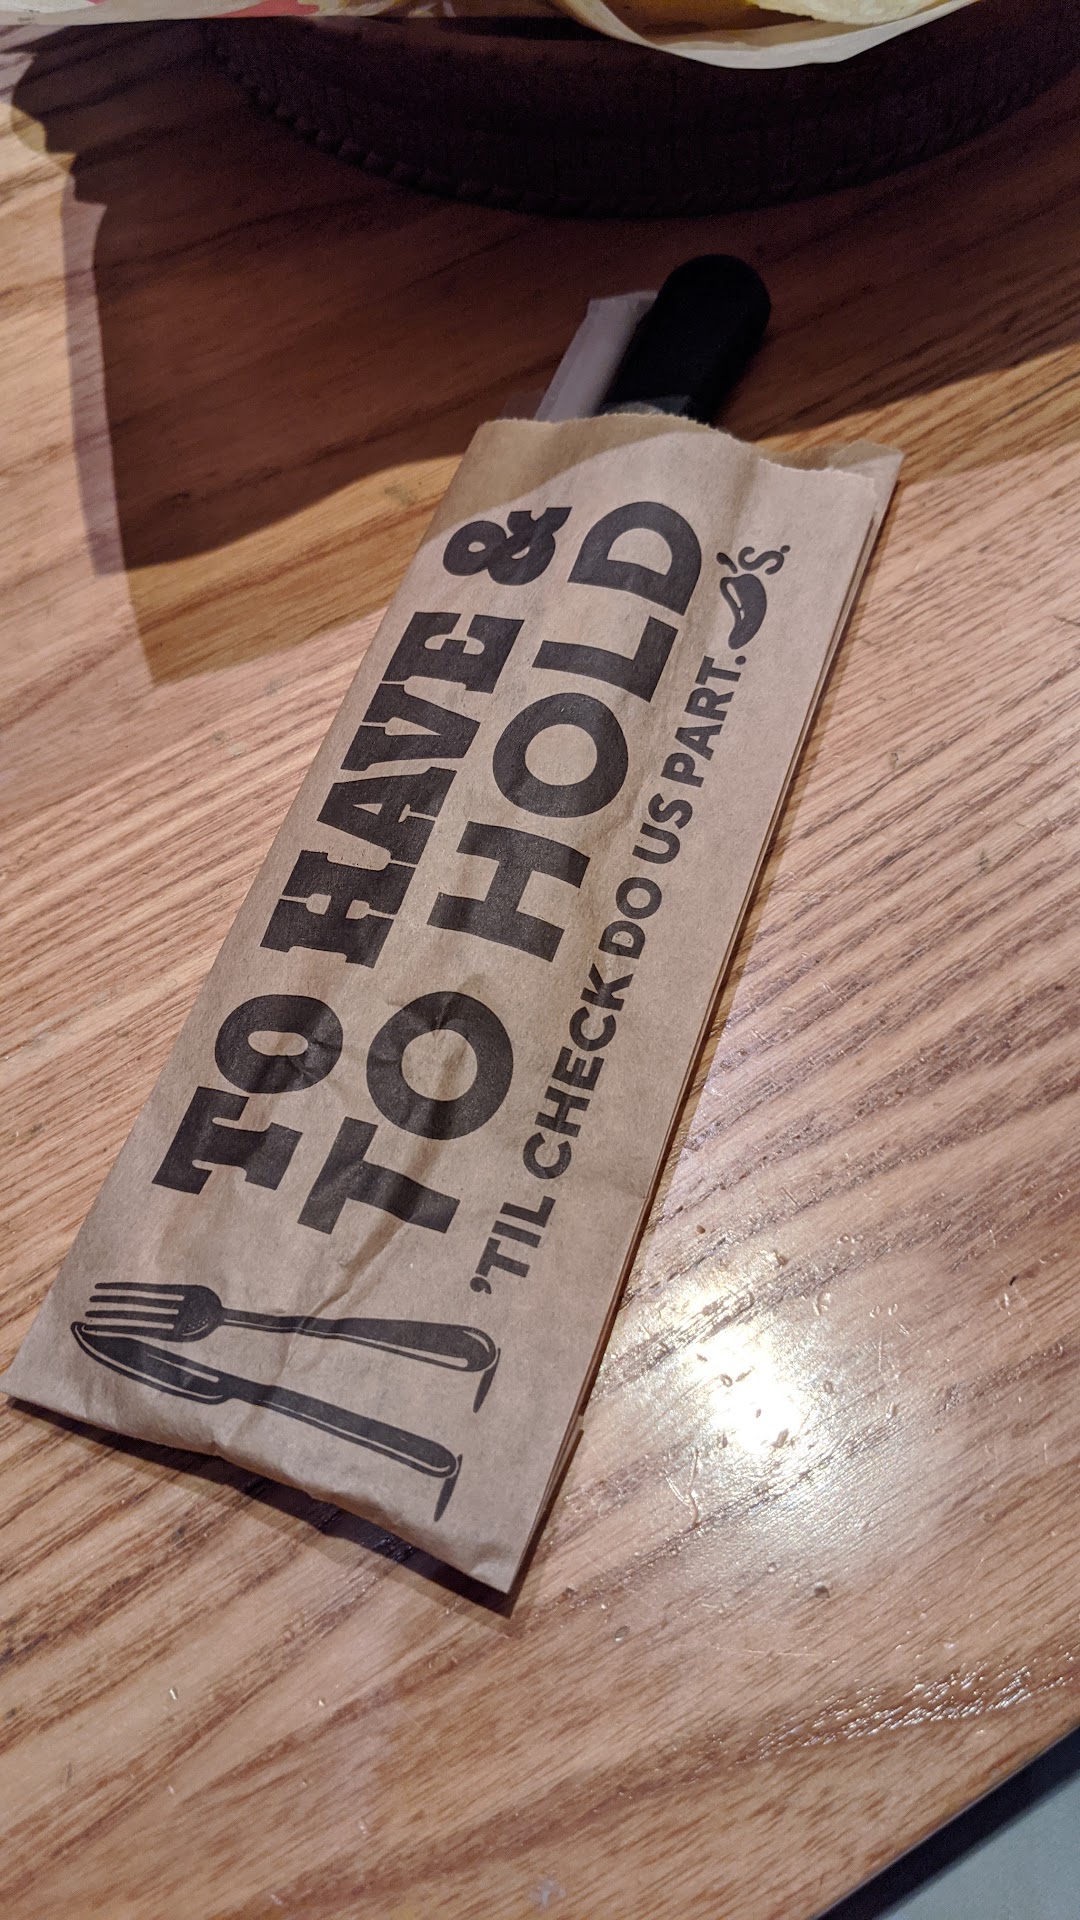 TO HAVE &
TO HOLD
'TIL CHECK DO US PART. 'S.